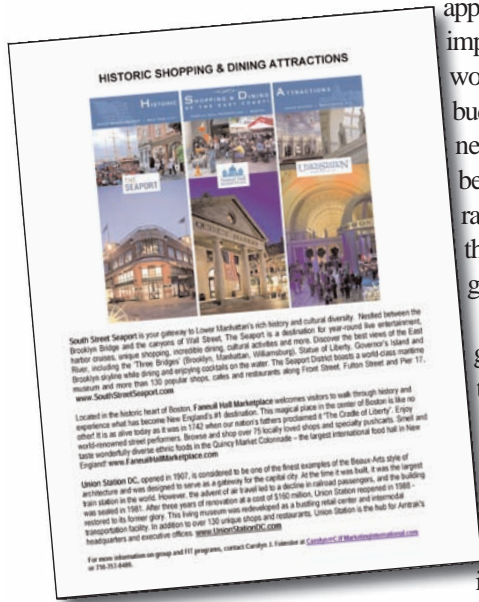 HISTORIC SHOPPING & DINING ATTRACTIONS
HISTORIC
SHOPPING & DINING
OF THE EAST COAST
ATTRACTIONS
THE
SEAPORT
UNION STATION
South Street Seaport is your gateway to Lower Manhattan's rich history and cultural diversity. Nestled between the
Brooklyn Bridge and the canyons of Wall Street, The Seaport is a destination for year-round live entertainment,
harbor cruises, unique shopping, incredible dining, cultural activities and more. Discover the best views of the East
River, including the 'Three Bridges' (Brooklyn, Manhattan, Williamsburg), Statue of Liberty, Governor's Island and
Brooklyn skyline while dining and enjoying cocktails on the water. The Seaport District boasts a world-class maritime
museum and more than 130 popular shops, cafes and restaurants along Front Street, Fulton Street and Pier 17.
www.SouthStreetSeaport.com
Located in the historic heart of Boston, Faneuil Hall Marketplace welcomes visitors to walk through history and
experience what has become New England's #1 destination. This magical place in the center of Boston is like no
other! It is as alive today as it was in 1742 when our nation's fathers proclaimed it "The Cradle of Liberty". Enjoy
world-renowned street performers. Browse and shop over 75 locally loved shops and specialty pushcarts. Smell and
taste wonderfully diverse ethnic foods in the Quincy Market Colonnade – the largest international food hall in New
England! www.FaneuilHallMarketplace.com
Union Station DC, opened in 1907, is considered to be one of the finest examples of the Beaux-Arts style of
architecture and was designed to serve as a gateway for the capital city. At the time it was built, it was the largest
train station in the world. However, the advent of air travel led to a decline in railroad passengers, and the building
was sealed in 1981. After three years of renovation at a cost of $160 million, Union Station reopened in 1988 -
restored to its former glory. This living museum was redeveloped as a bustling retail center and intermodal
transportation facility. In addition to over 130 unique shops and restaurants, Union Station is the hub for Amtrak's
headquarters and executive offices. www.UnionStationDC.com
For more information on group and FIT programs, contact Carolyn J. Feimster at Carolyn@CJFMarketingInternational.com
or 716-357-8480.
app
imp
wo
bu
ne
be
ra
th
g
g
i